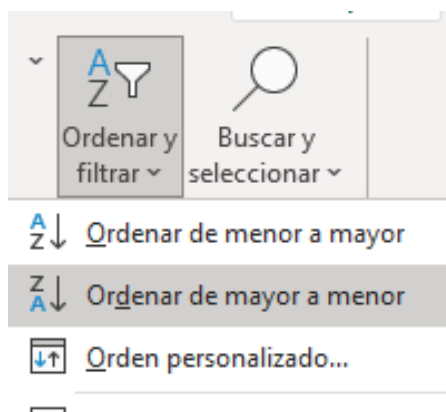 Ordenar y
filtrar
Buscar y
seleccionar
Ordenar de menor a mayor
Ordenar de mayor a menor
Orden personalizado...